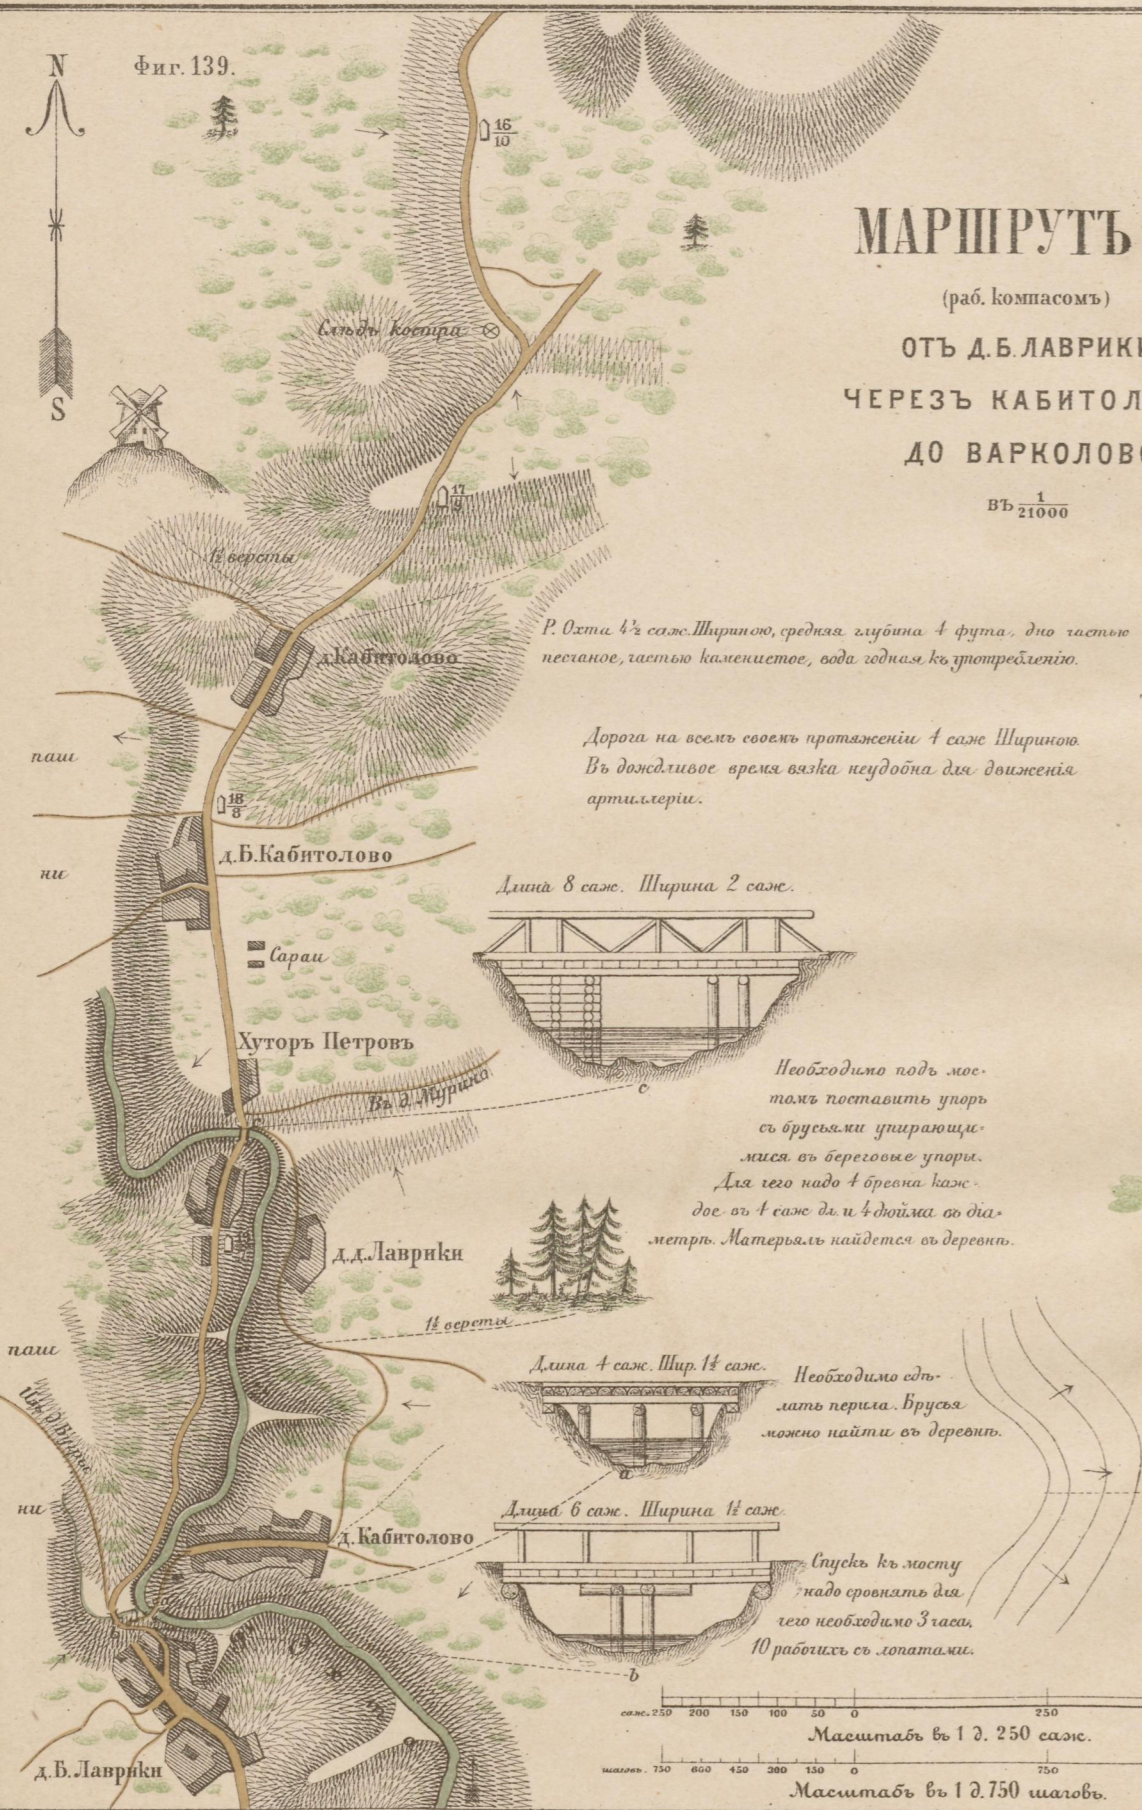 Фиг. 139.
N
S
16
10
МАРШРУТЪ
(раб. компасомъ)
ОТЪ Д.Б.ЛАВРИКИ
ЧЕРЕЗЪ КАБИТОЛ
ДО ВАРКОЛОВО
ВЪ 1/21000
Слѣдъ костра
17
9
1½ версты
д.Кабитолово
Р. Охта 4½ саж. Шириною, средняя глубина 4 фута, дно частью
песчаное, частью каменистое, вода годная къ употребленію.
Дорога на всемъ своемъ протяженіи 4 саж Шириною.
Въ дождливое время вязка неудобна для движенія
артиллеріи.
паш
ни
18
8
д.Б.Кабитолово
Сараи
Хуторъ Петровъ
Въ д. Мурина
Длина 8 саж. Ширина 2 саж.
c
c
Необходимо подъ мос-
томъ поставить упоръ
съ брусьями упирающи-
мися въ береговые упоры.
Для чего надо 4 бревна каж-
дое въ 4 саж дл. и 4 дюйма въ діа-
метрѣ. Матерьялъ найдется въ деревнѣ.
д.д.Лаврики
1½ версты
паш
ни
Длина 4 саж. Шир. 1½ саж.
a
Необходимо сдѣ-
лать перила. Брусья
можно найти въ деревнѣ.
д.Кабитолово
Длина 6 саж. Ширина 1½ саж
b
Спускъ къ мосту
надо сровнять для
чего необходимо 3 часа.
10 рабочихъ съ лопатами.
д.Б.Лаврики
саж. 250 200 150 100 50 0 250
Масштабъ въ 1 д. 250 саж.
шаговъ. 750 600 450 300 150 0 750
Масштабъ въ 1 д. 750 шаговъ.